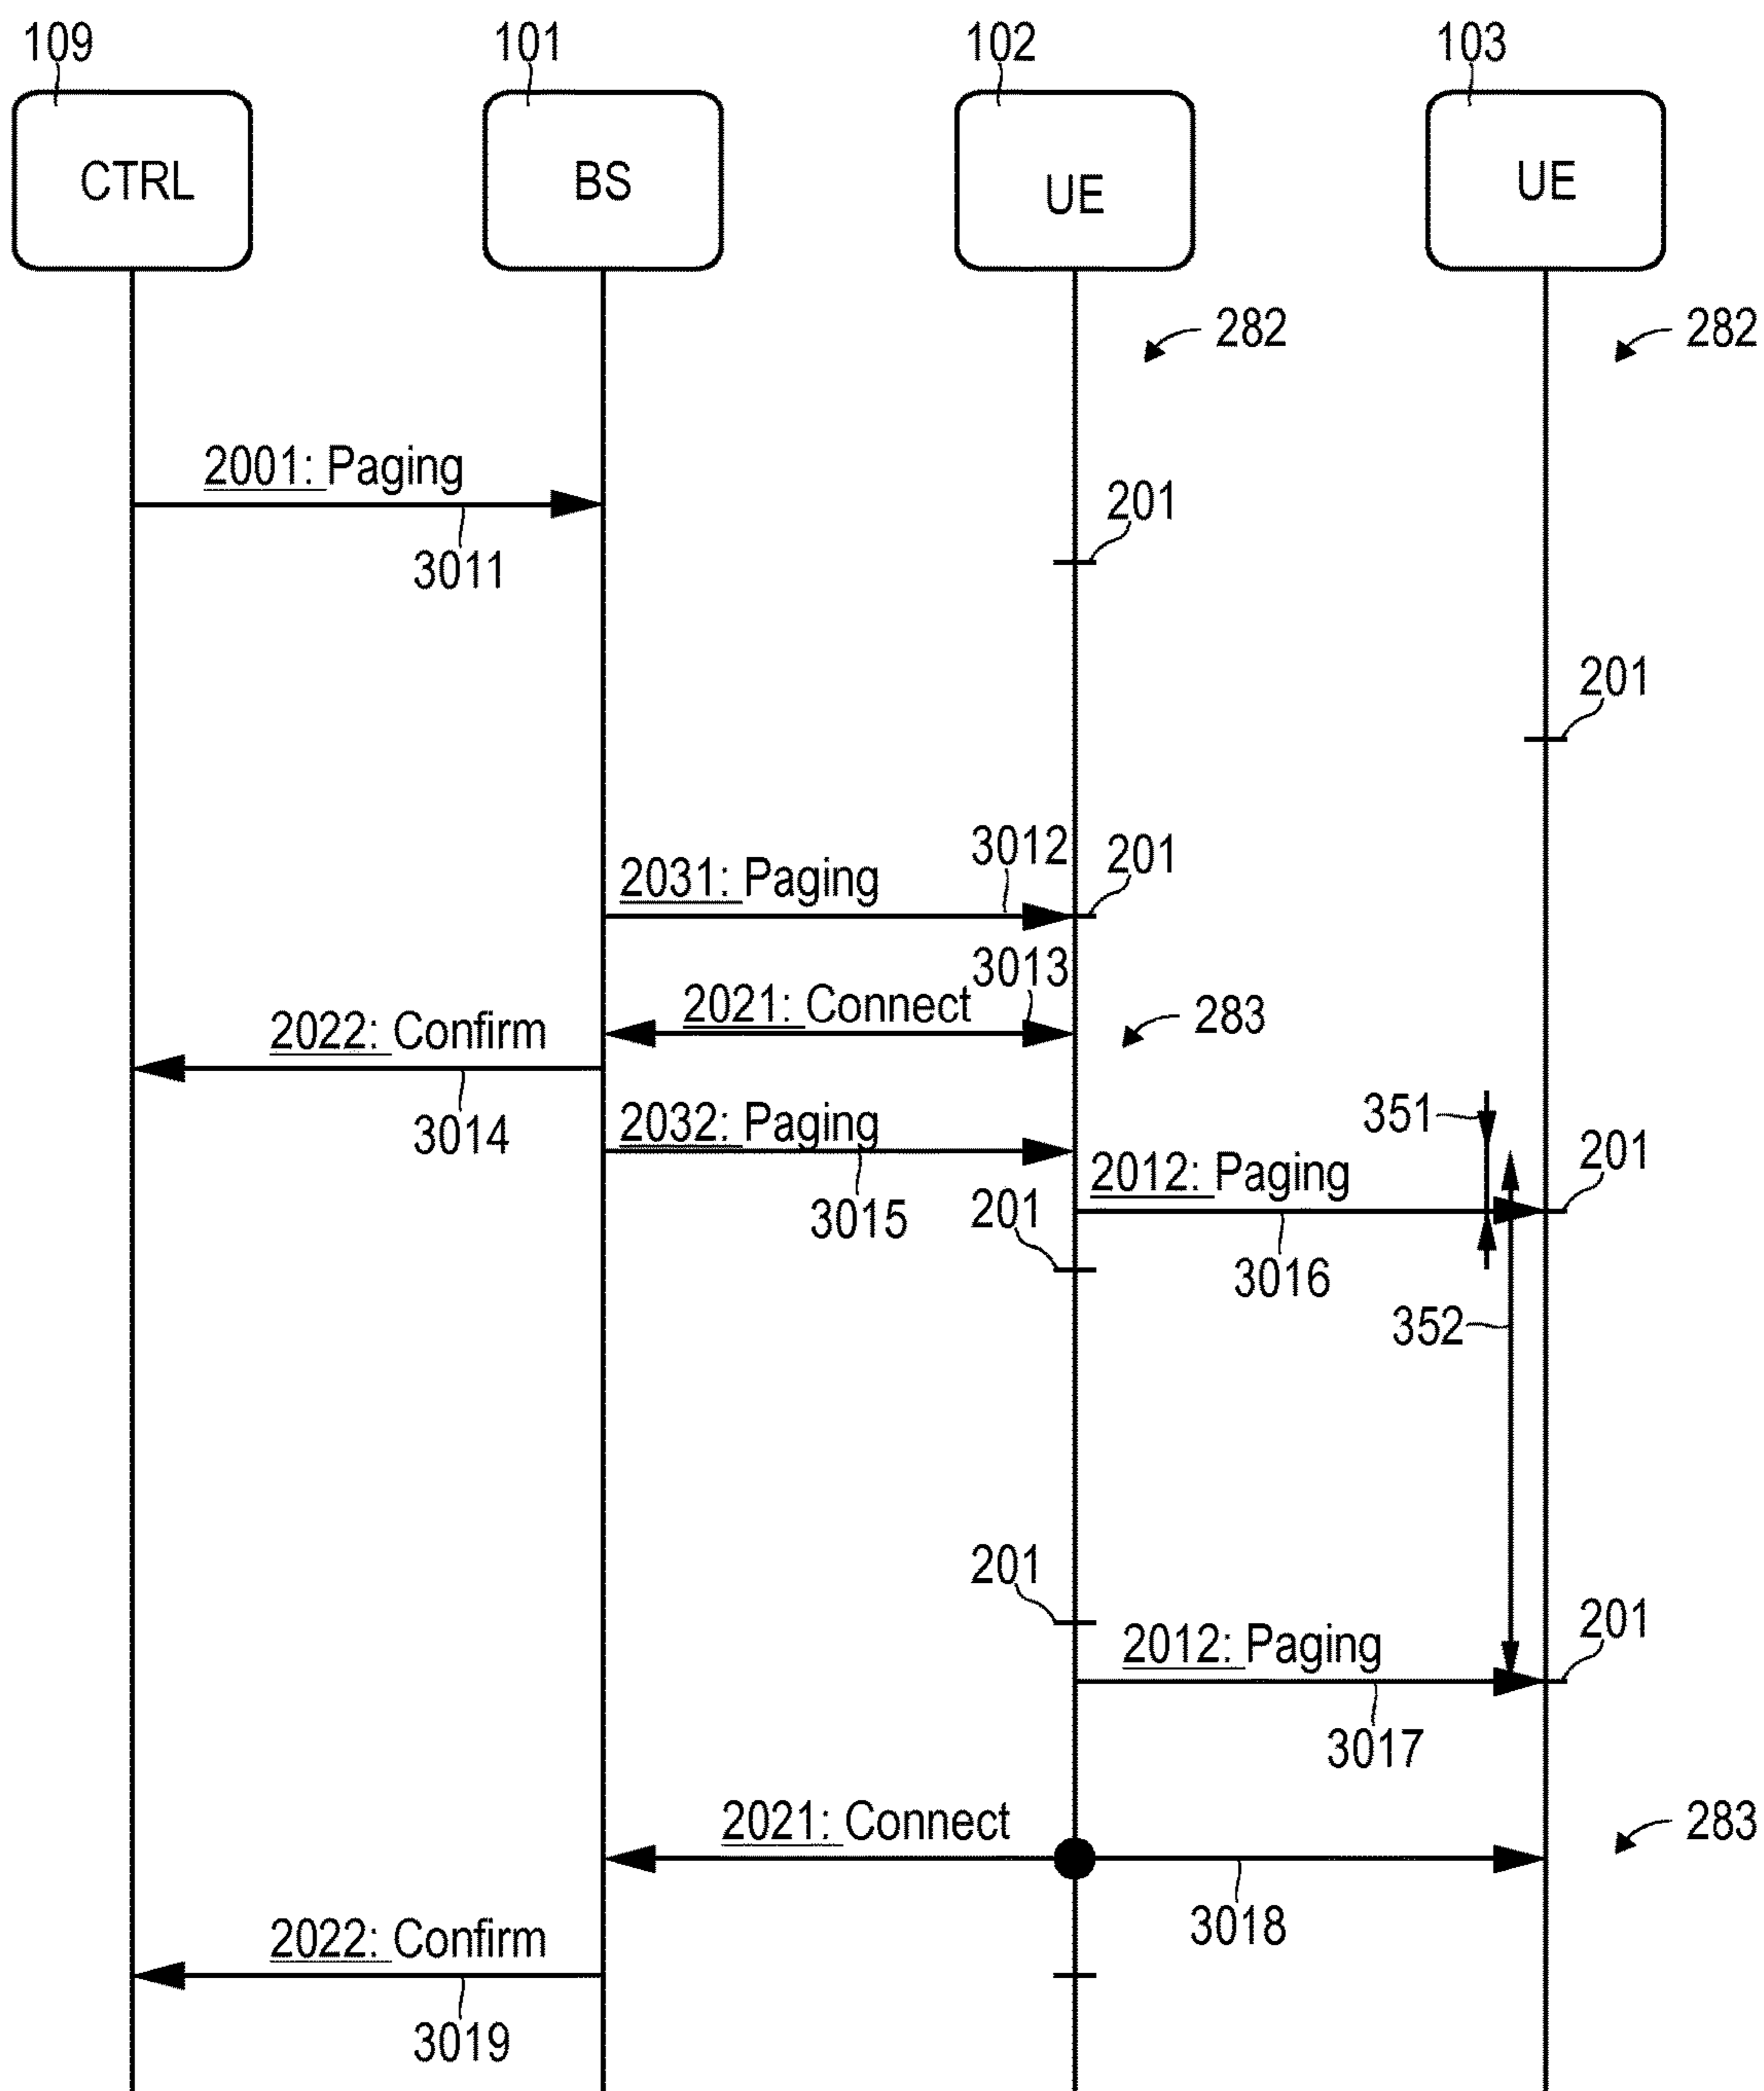 109
101
102
103
CTRL
BS
UE
UE
282
282
2001: Paging
201
3011
201
2031: Paging
3012
201
3013
2021: Connect
283
2022: Confirm
351
2032: Paging
201
3014
2012: Paging
3015
201
3016
352
201
201
2012: Paging
3017
2021: Connect
283
3018
2022: Confirm
3019